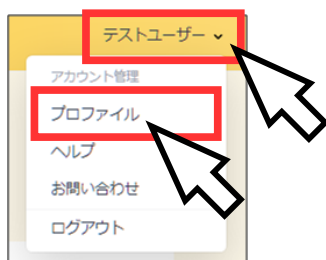 テストユーザー
アカウント管理
プロファイル
ヘルプ
お問い合わせ
ログアウト